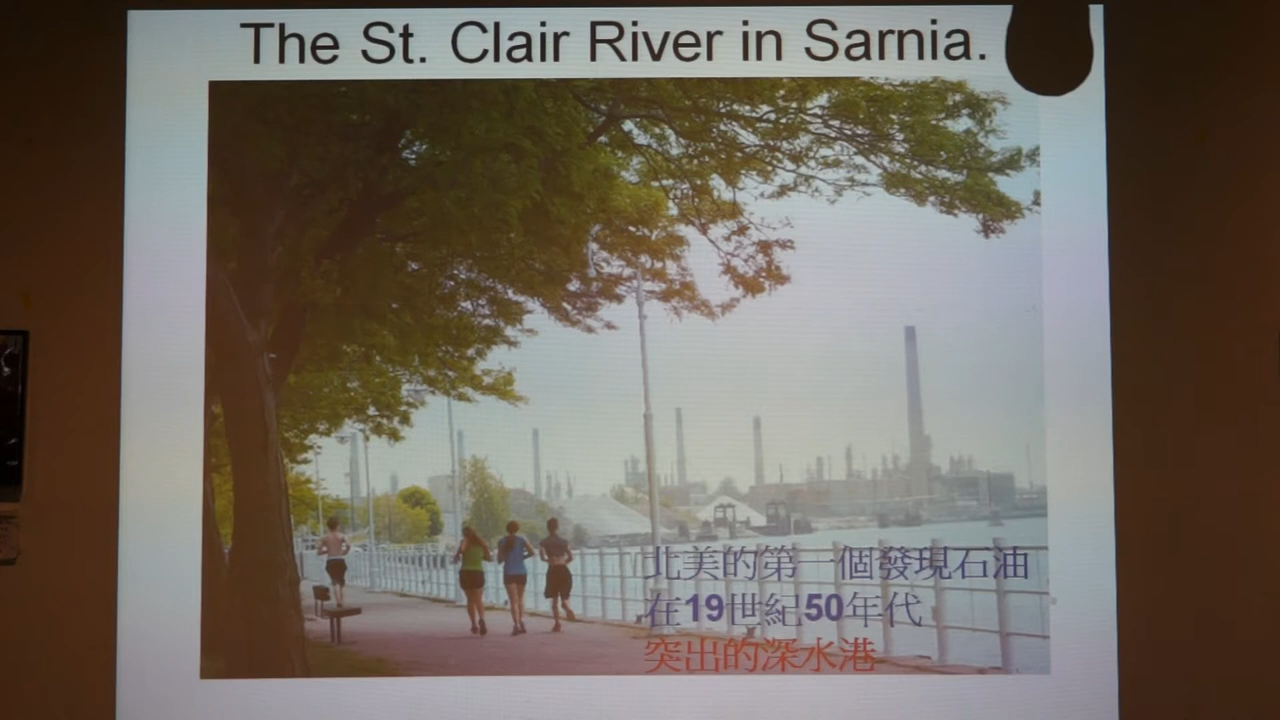 The St. Clair River in Sarnia.
北美的第一個發現石油
在19世紀50年代
突出的深水港